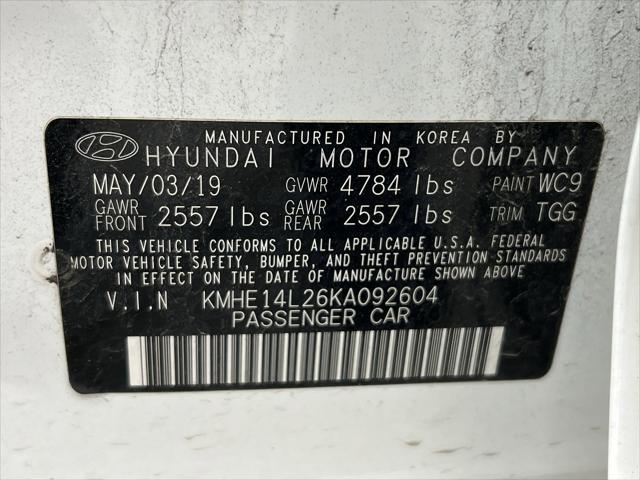 MANUFACTURED IN KOREA BY
HYUNDAI MOTOR COMPANY
MAY/03/19 GVWR 4784 lbs PAINT WC9
GAWR FRONT 2557 lbs GAWR REAR 2557 lbs TRIM TGG
THIS VEHICLE CONFORMS TO ALL APPLICABLE U.S.A. FEDERAL
MOTOR VEHICLE SAFETY, BUMPER, AND THEFT PREVENTION STANDARDS
IN EFFECT ON THE DATE OF MANUFACTURE SHOWN ABOVE.
V.I.N KMHE14L26KA092604
PASSENGER CAR